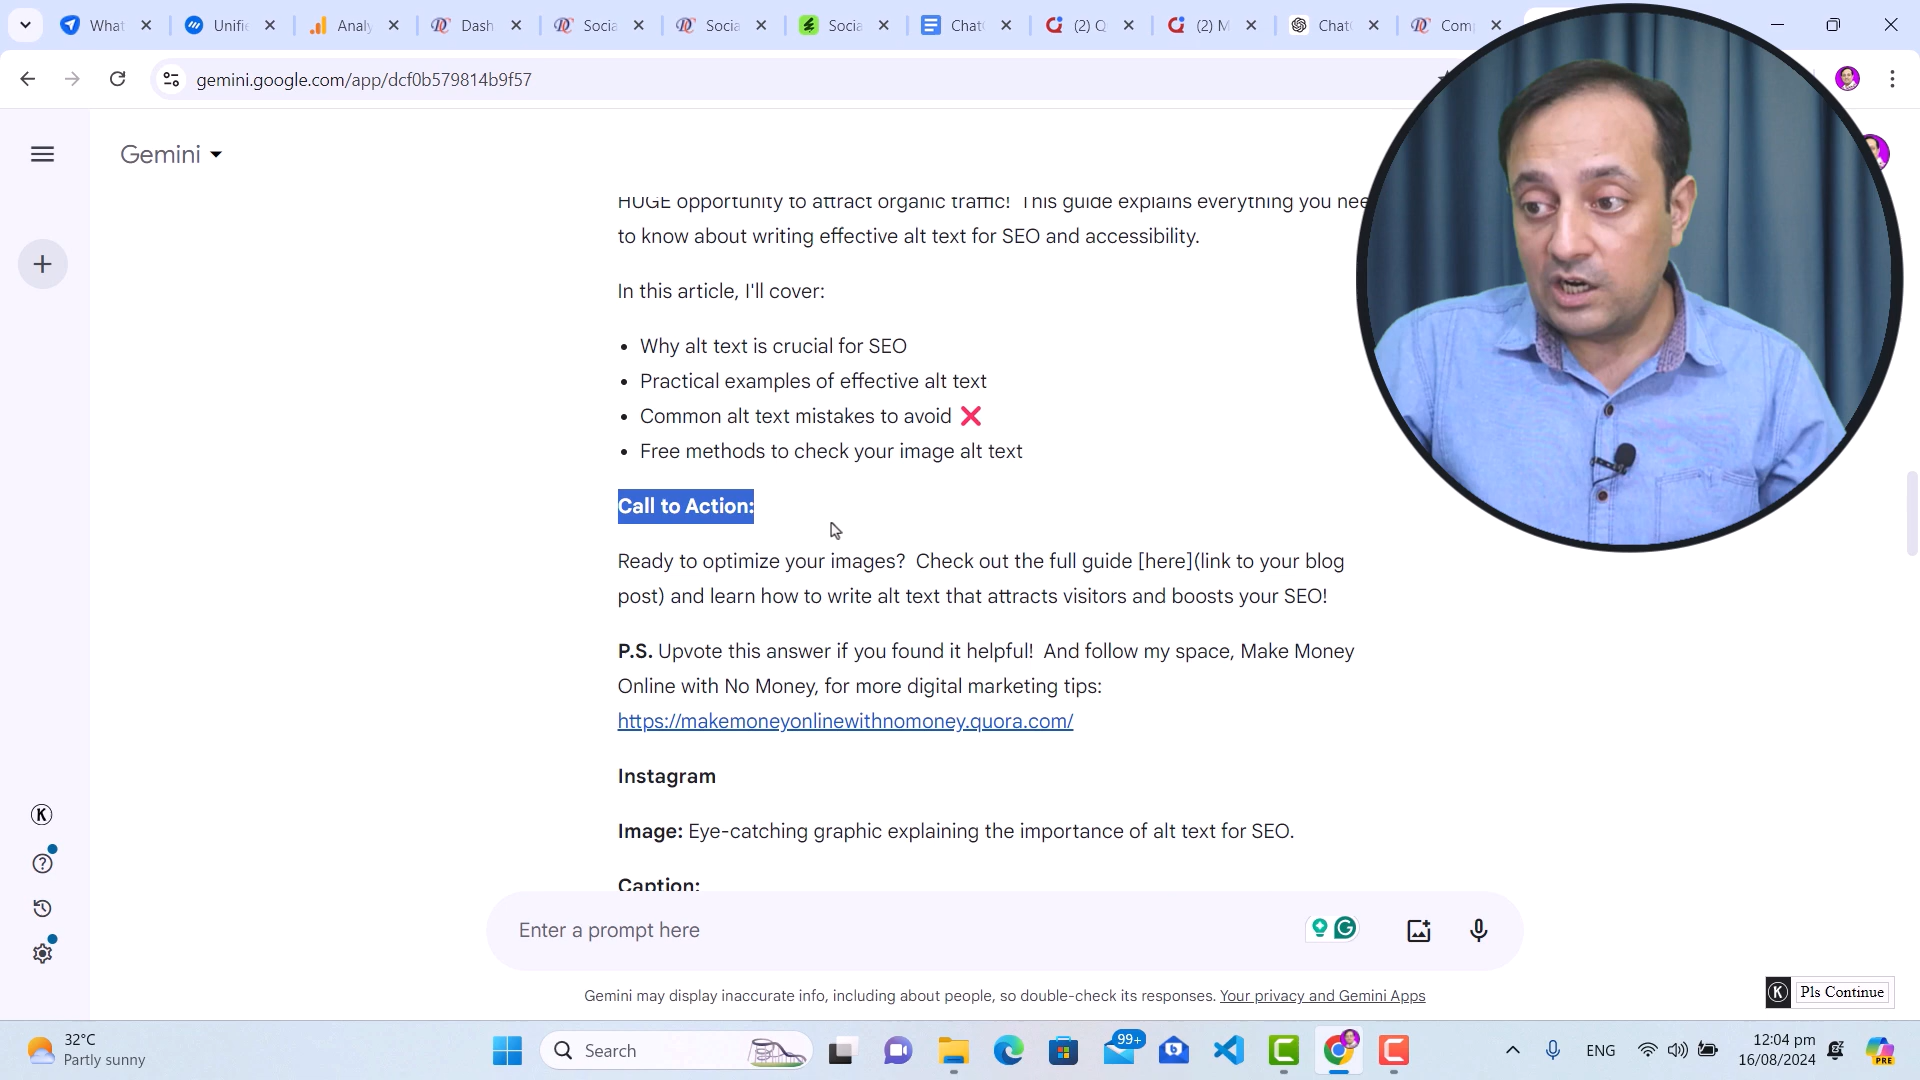 What
Unifi
Analy
Dash
Socia
Socia
Socia
Chat
(2) Q
(2) M
Chat
Com
gemini.google.com/app/dcf0b579814b9f57
Gemini
HUGE opportunity to attract organic traffic! This guide explains everything you nee
to know about writing effective alt text for SEO and accessibility.
In this article, I'll cover:
• Why alt text is crucial for SEO
• Practical examples of effective alt text
• Common alt text mistakes to avoid ❌
• Free methods to check your image alt text
Call to Action:
Ready to optimize your images? Check out the full guide [here](link to your blog
post) and learn how to write alt text that attracts visitors and boosts your SEO!
P.S. Upvote this answer if you found it helpful! And follow my space, Make Money
Online with No Money, for more digital marketing tips:
https://makemoneyonlinewithnomoney.quora.com/
Instagram
Image: Eye-catching graphic explaining the importance of alt text for SEO.
Caption:
K
Enter a prompt here
Gemini may display inaccurate info, including about people, so double-check its responses. Your privacy and Gemini Apps
K Pls Continue
32°C
Partly sunny
Search
99+
ENG
12:04 pm
16/08/2024
PRE